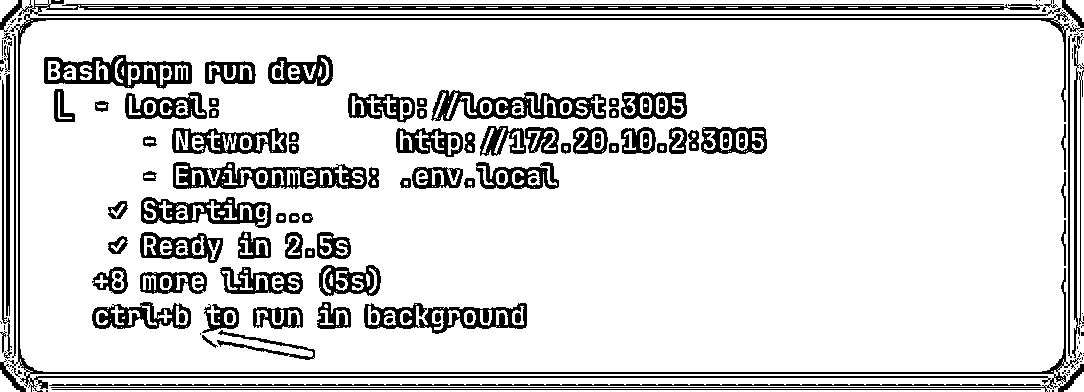 Bash(pnpm run dev)
⎿ - Local:        http://localhost:3005
- Network:      http://172.20.10.2:3005
- Environments: .env.local
✓ Starting...
✓ Ready in 2.5s
+8 more lines (5s)
ctrl+b to run in background